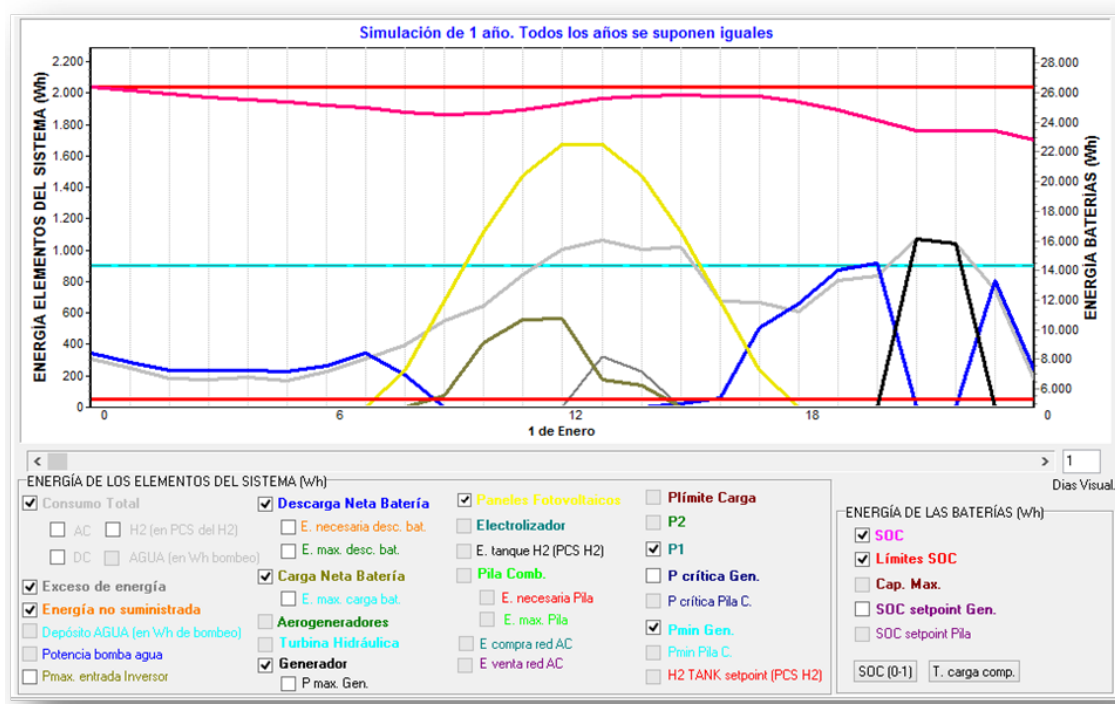 Simulación de 1 año. Todos los años se suponen iguales
ENERGÍA ELEMENTOS DEL SISTEMA (Wh)
2.200
2.000
1.800
1.600
1.400
1.200
1.000
800
600
400
200
0
28.000
26.000
24.000
22.000
20.000
18.000
16.000
14.000
12.000
10.000
8.000
6.000
ENERGÍA BATERÍAS (Wh)
0 6 12 18 0
1 de Enero
1
Dias Visual.
ENERGÍA DE LOS ELEMENTOS DEL SISTEMA (Wh)
Consumo Total
AC H2 (en PCS del H2)
DC AGUA (en Wh bombeo)
Exceso de energía
Energía no suministrada
Depósito AGUA (en Wh de bombeo)
Potencia bomba agua
Pmax. entrada Inversor
Descarga Neta Batería
E. necesaria desc. bat.
E. max. desc. bat.
Carga Neta Batería
E. max. carga bat.
Aerogeneradores
Turbina Hidráulica
Generador
P max. Gen.
Paneles Fotovoltaicos
Electrolizador
E. tanque H2 (PCS H2)
Pila Comb.
E. necesaria Pila
E. max. Pila
E compra red AC
E venta red AC
Plímite Carga
P2
P1
P crítica Gen.
P crítica Pila C.
Pmin Gen.
Pmin Pila C.
H2 TANK setpoint (PCS H2)
ENERGÍA DE LAS BATERÍAS (Wh)
SOC
Límites SOC
Cap. Max.
SOC setpoint Gen.
SOC setpoint Pila
SOC (0-1) T. carga comp.